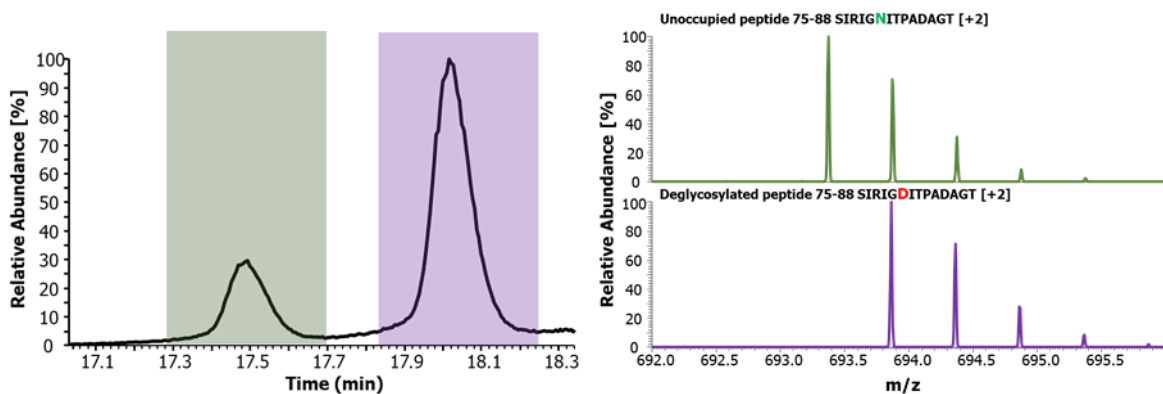 Relative Abundance [%]
100
90
80
70
60
50
40
30
20
10
0
17.1 17.3 17.5 17.7 17.9 18.1 18.3
Time (min)
Unoccupied peptide 75-88 SIRIGNITPADAGT [+2]
Relative Abundance [%]
100
80
60
40
20
0
Deglycosylated peptide 75-88 SIRIGDITPADAGT [+2]
100
80
60
40
20
0
692.0 692.5 693.0 693.5 694.0 694.5 695.0 695.5
m/z